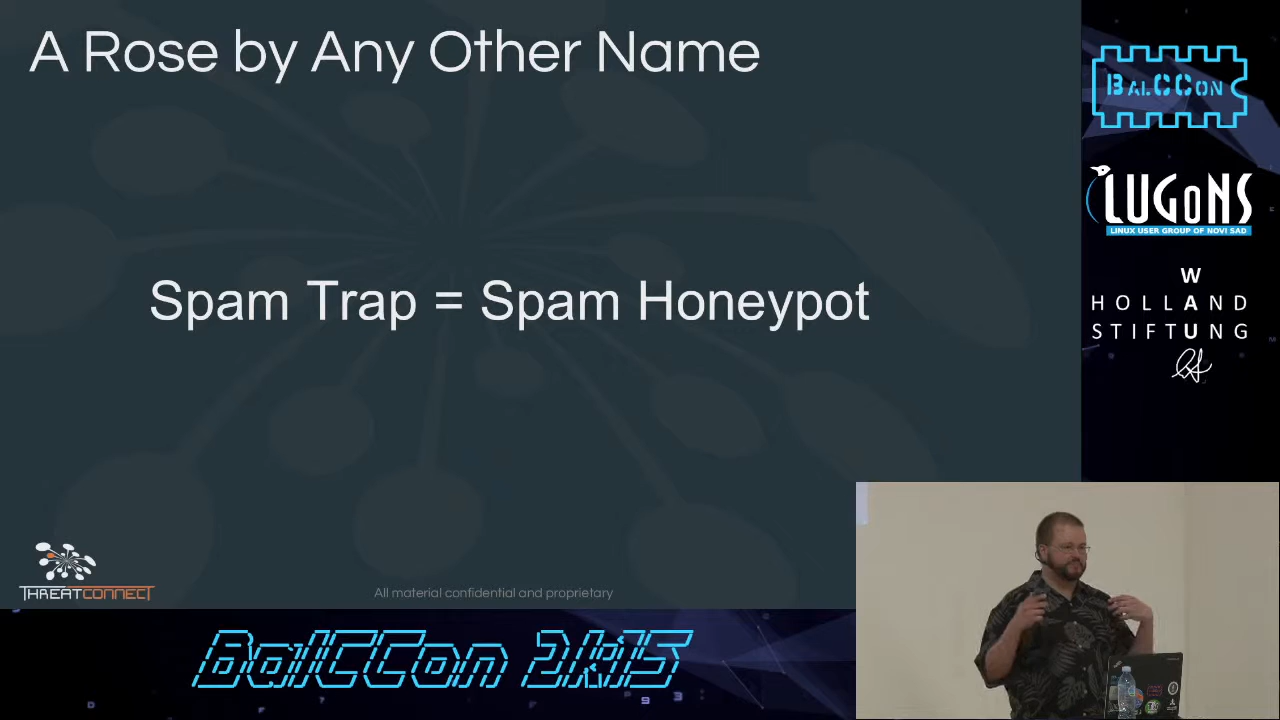 A Rose by Any Other Name
Spam Trap = Spam Honeypot
THREATCONNECT
All material confidential and proprietary
BALCCON
LUGONS
LINUX USER GROUP OF NOVI SAD
W
HOLLAND
STIFTUNG
BalCCon 2k15